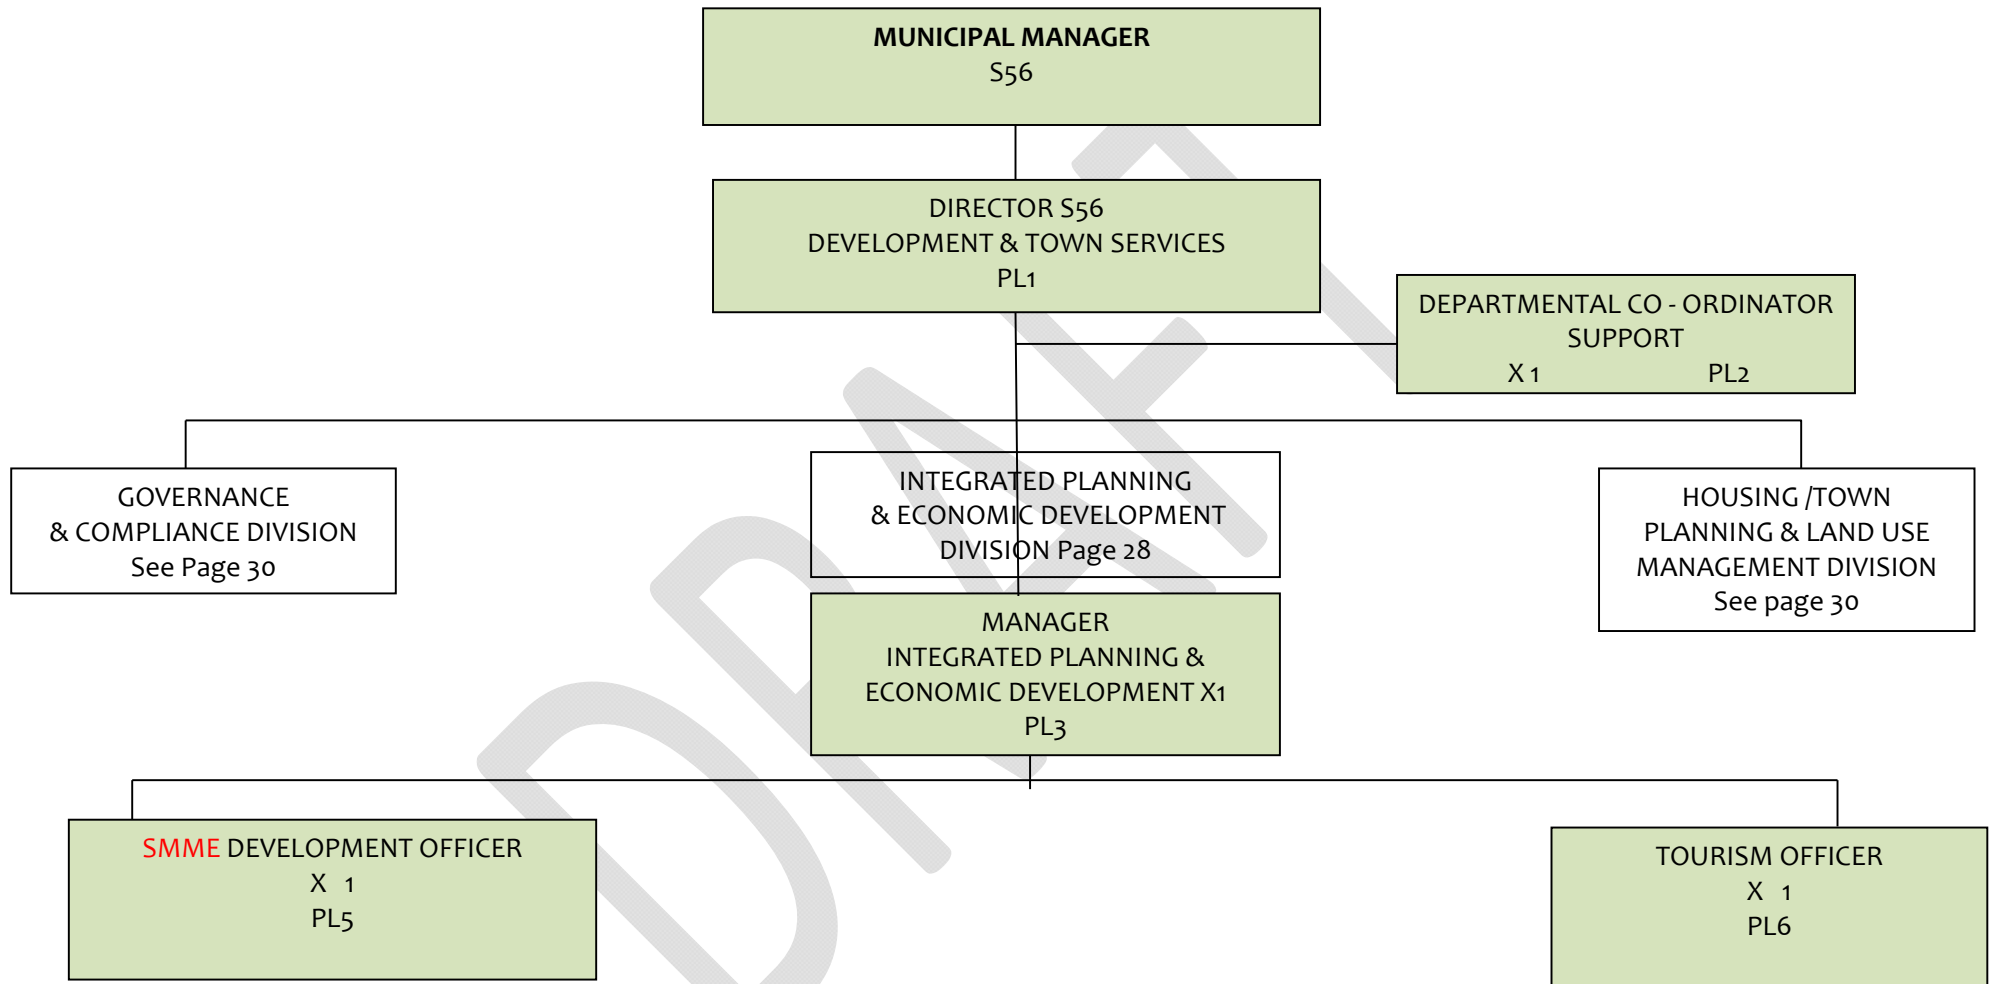 MUNICIPAL MANAGER
S56
DIRECTOR S56
DEVELOPMENT & TOWN SERVICES
PL1
DEPARTMENTAL CO - ORDINATOR
SUPPORT
X 1 PL2
GOVERNANCE
& COMPLIANCE DIVISION
See Page 30
INTEGRATED PLANNING
& ECONOMIC DEVELOPMENT
DIVISION Page 28
HOUSING /TOWN
PLANNING & LAND USE
MANAGEMENT DIVISION
See page 30
MANAGER
INTEGRATED PLANNING &
ECONOMIC DEVELOPMENT X1
PL3
SMME DEVELOPMENT OFFICER
X 1
PL5
TOURISM OFFICER
X 1
PL6
DRAFT